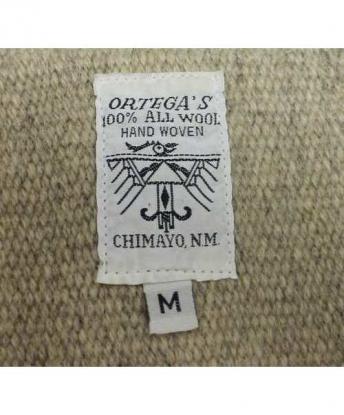 ORTEGA'S
100% ALL WOOL
HAND WOVEN
CHIMAYO, N.M.
M